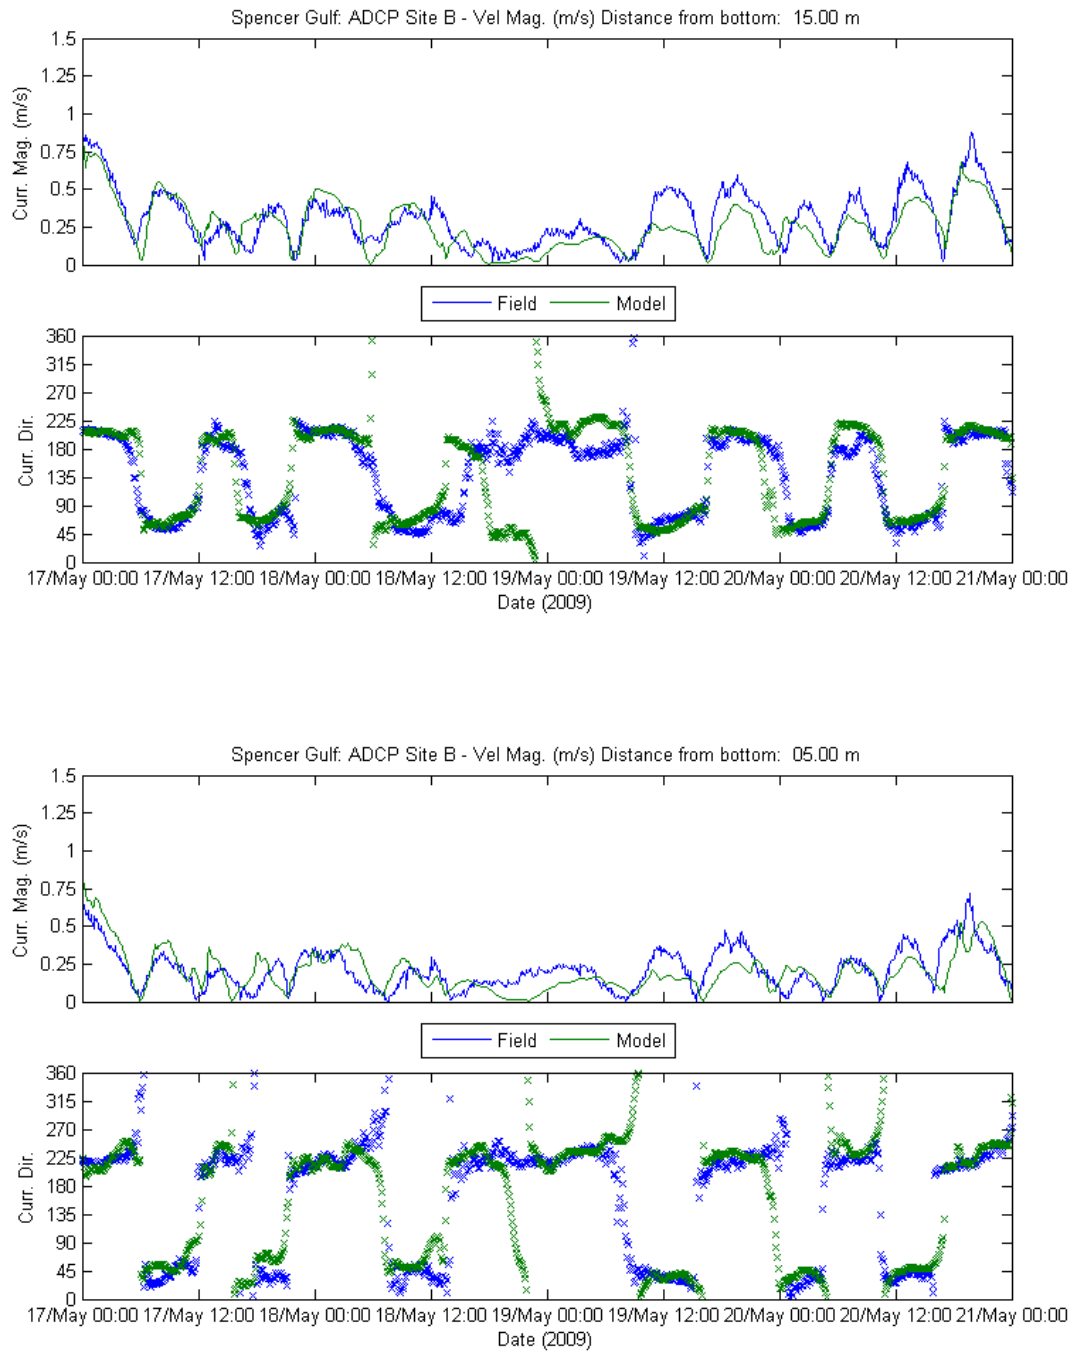 Spencer Gulf: ADCP Site B - Vel Mag. (m/s) Distance from bottom: 15.00 m
1.5
1.25
1
0.75
0.5
0.25
0
Curr. Mag. (m/s)
Field Model
360
315
270
225
180
135
90
45
0
Curr. Dir.
17/May 00:00 17/May 12:00 18/May 00:00 18/May 12:00 19/May 00:00 19/May 12:00 20/May 00:00 20/May 12:00 21/May 00:00
Date (2009)
Spencer Gulf: ADCP Site B - Vel Mag. (m/s) Distance from bottom: 05.00 m
1.5
1.25
1
0.75
0.5
0.25
0
Curr. Mag. (m/s)
Field Model
360
315
270
225
180
135
90
45
0
Curr. Dir.
17/May 00:00 17/May 12:00 18/May 00:00 18/May 12:00 19/May 00:00 19/May 12:00 20/May 00:00 20/May 12:00 21/May 00:00
Date (2009)